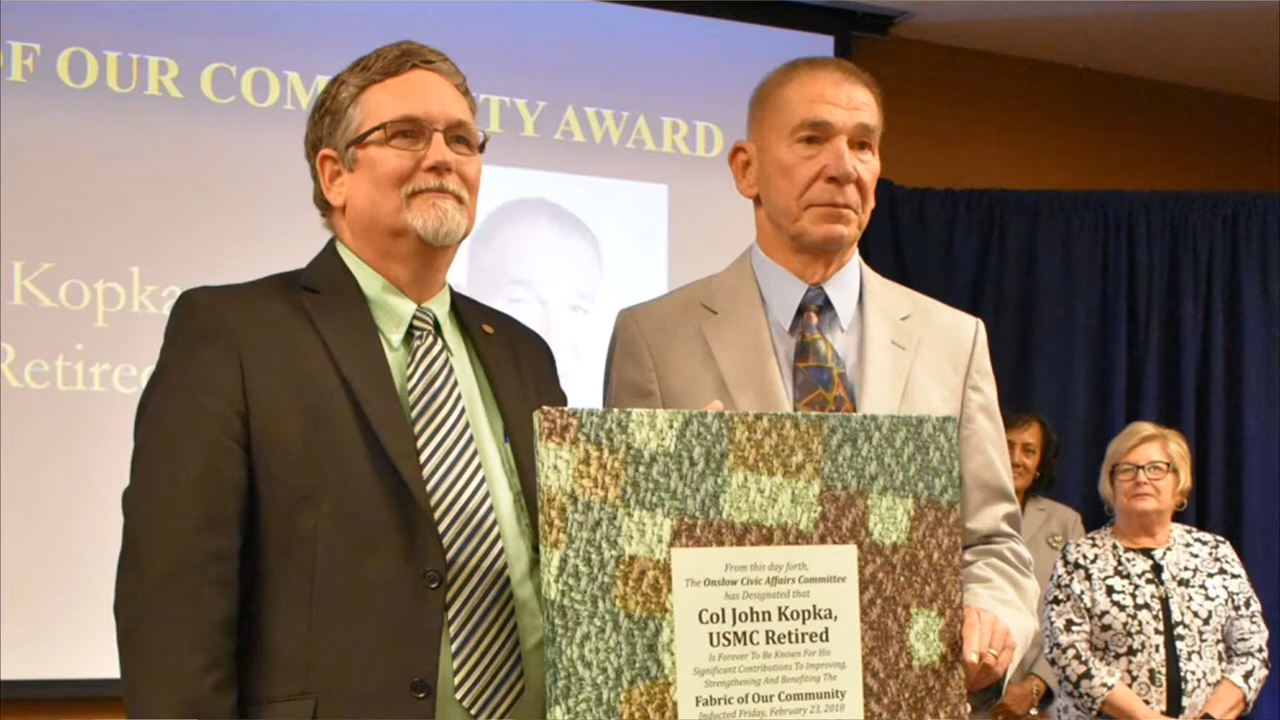 OF OUR COM TY AWARD
Kopka
Retired
From this day forth,
The Onslow Civic Affairs Committee
has Designated that
Col John Kopka,
USMC Retired
Is Forever To Be Known For His
Significant Contributions To Improving,
Strengthening And Benefiting The
Fabric of Our Community
Inducted Friday, February 23, 2018